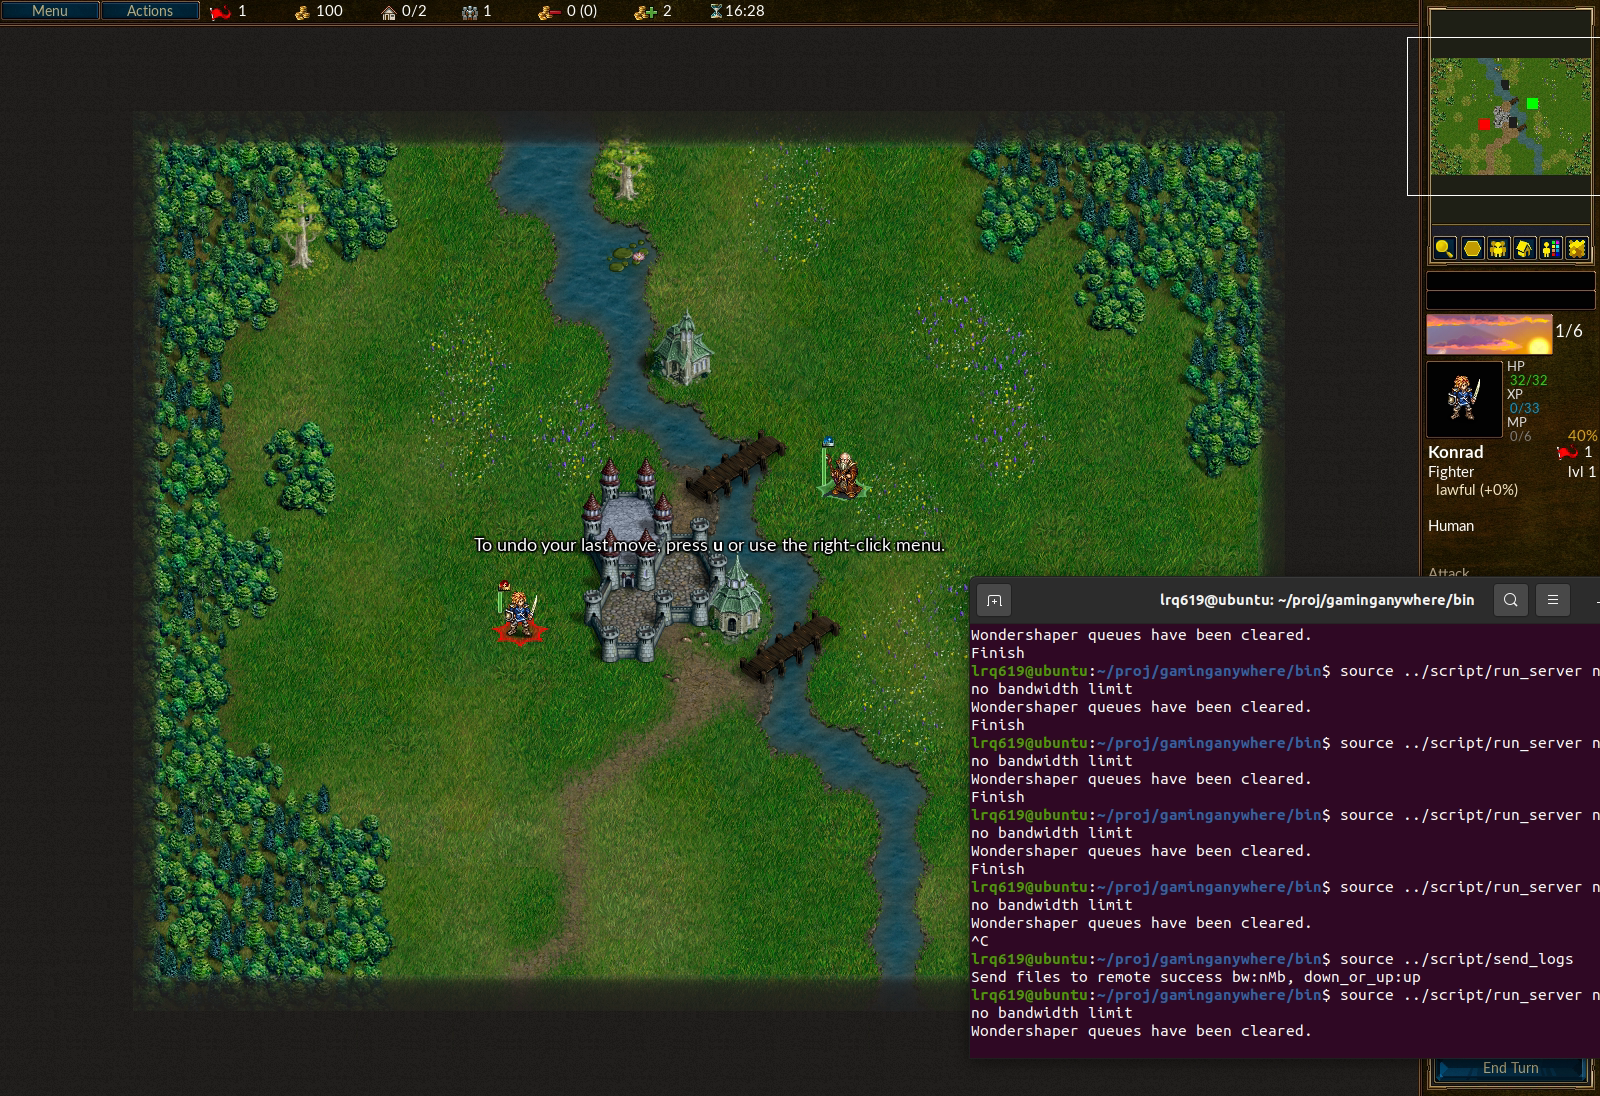 Menu
Actions
1
100
0/2
1
0 (0)
2
16:28
1/6
HP
32/32
XP
0/33
MP
0/6
40%
Konrad
1
Fighter
lvl 1
lawful (+0%)
Human
Attack
To undo your last move, press u or use the right-click menu.
lrq619@ubuntu: ~/proj/gaminganywhere/bin
Wondershaper queues have been cleared.
Finish
lrq619@ubuntu:~/proj/gaminganywhere/bin$ source ../script/run_server n
no bandwidth limit
Wondershaper queues have been cleared.
Finish
lrq619@ubuntu:~/proj/gaminganywhere/bin$ source ../script/run_server n
no bandwidth limit
Wondershaper queues have been cleared.
Finish
lrq619@ubuntu:~/proj/gaminganywhere/bin$ source ../script/run_server n
no bandwidth limit
Wondershaper queues have been cleared.
Finish
lrq619@ubuntu:~/proj/gaminganywhere/bin$ source ../script/run_server n
no bandwidth limit
Wondershaper queues have been cleared.
^C
lrq619@ubuntu:~/proj/gaminganywhere/bin$ source ../script/send_logs
Send files to remote success bw:nMb, down_or_up:up
lrq619@ubuntu:~/proj/gaminganywhere/bin$ source ../script/run_server n
no bandwidth limit
Wondershaper queues have been cleared.
End Turn